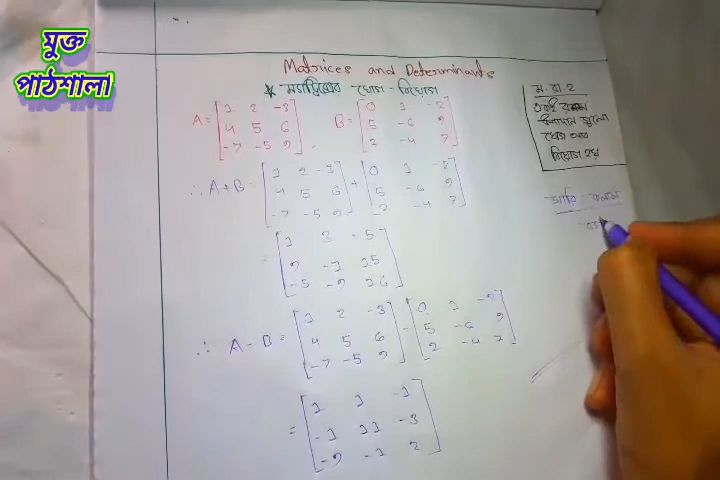 মুক্ত
পাঠশালা
Matrices and Determinants
* ম্যাট্রিক্সের যোগ - বিয়োগ
A = [ 1 2 -3
4 5 6
-7 -5 9 ] , B = [ 0 1 -2
5 -6 9
2 -4 7 ]
∴ A + B = [ 1 2 -3
4 5 6
-7 -5 9 ] + [ 0 1 -2
5 -6 9
2 -4 7 ]
= [ 1 3 -5
9 -1 15
-5 -9 16 ]
∴ A - B = [ 1 2 -3
4 5 6
-7 -5 9 ] - [ 0 1 -2
5 -6 9
2 -4 7 ]
= [ 1 1 -1
-1 11 -3
-9 -1 2 ]
যোগ আর
বিয়োগ হয়